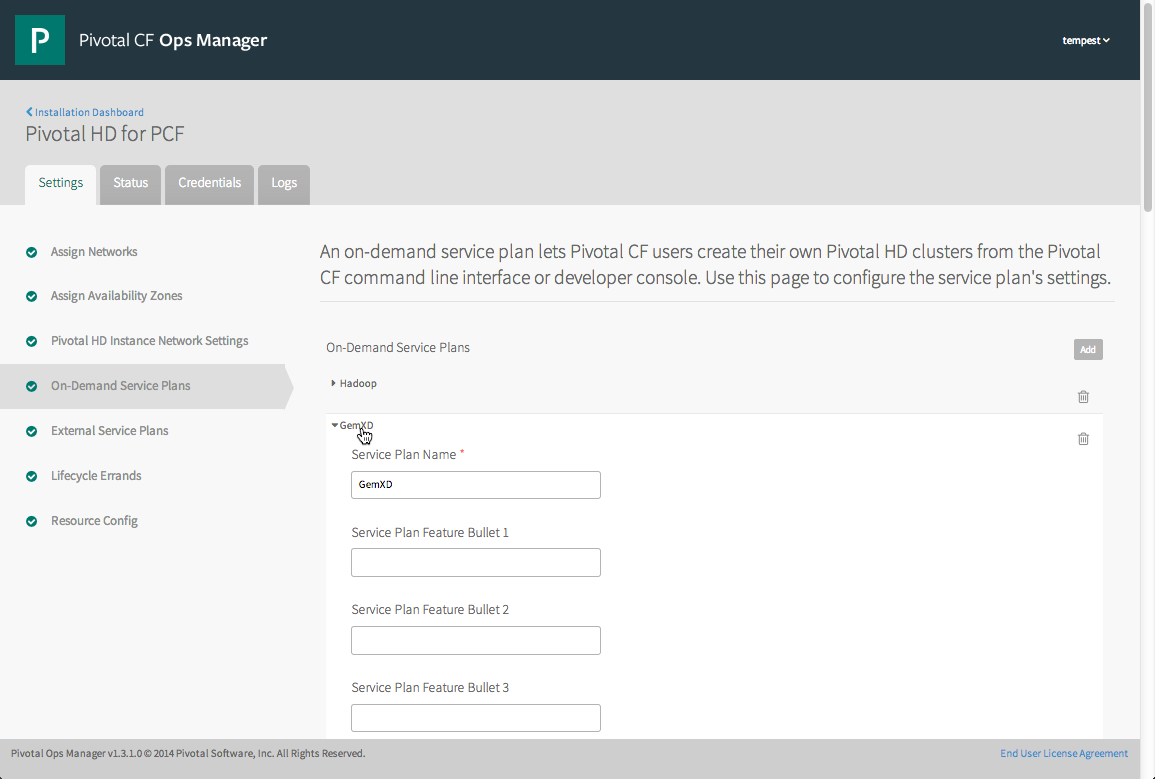 P
Pivotal CF Ops Manager
tempest
Installation Dashboard
Pivotal HD for PCF
Settings
Status
Credentials
Logs
Assign Networks
Assign Availability Zones
Pivotal HD Instance Network Settings
On-Demand Service Plans
External Service Plans
Lifecycle Errands
Resource Config
An on-demand service plan lets Pivotal CF users create their own Pivotal HD clusters from the Pivotal
CF command line interface or developer console. Use this page to configure the service plan's settings.
On-Demand Service Plans
Add
Hadoop
GemXD
Service Plan Name *
GemXD
Service Plan Feature Bullet 1
Service Plan Feature Bullet 2
Service Plan Feature Bullet 3
Pivotal Ops Manager v1.3.1.0 © 2014 Pivotal Software, Inc. All Rights Reserved.
End User License Agreement